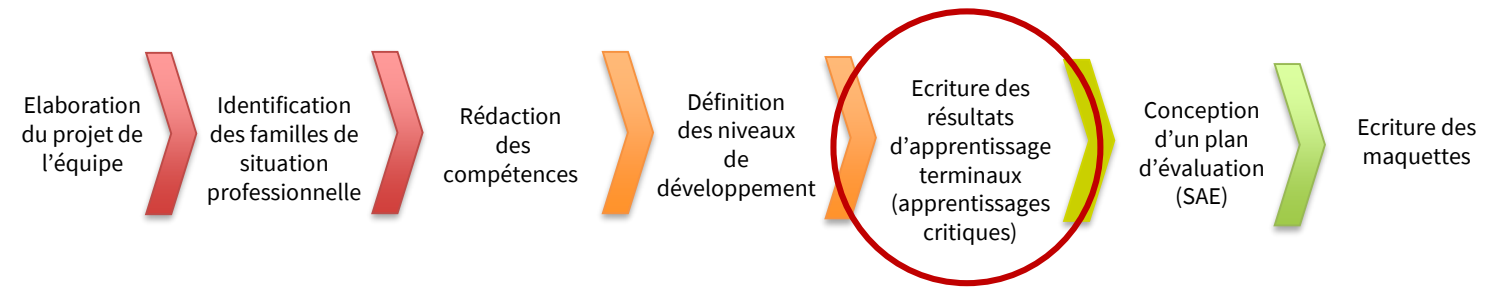 Elaboration
du projet de
l’équipe
Identification
des familles de
situation
professionnelle
Rédaction
des
compétences
Définition
des niveaux
de
développement
Ecriture des
résultats
d’apprentissage
terminaux
(apprentissages
critiques)
Conception
d’un plan
d’évaluation
(SAE)
Ecriture des
maquettes